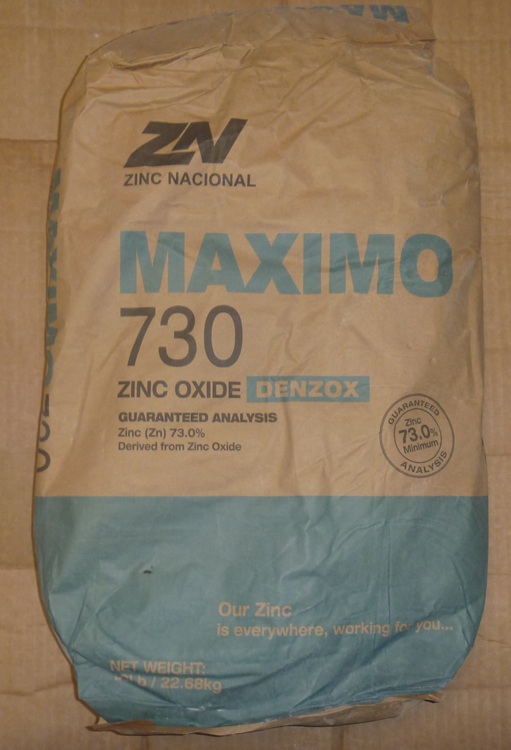 ZN
ZINC NACIONAL
MAXIMO
730
ZINC OXIDE DENZOX
GUARANTEED ANALYSIS
Zinc (Zn) 73.0%
Derived from Zinc Oxide
GUARANTEED
Zinc
73.0%
Minimum
ANALYSIS
Our Zinc
is everywhere, working for you...
NET WEIGHT:
/ 22.68kg